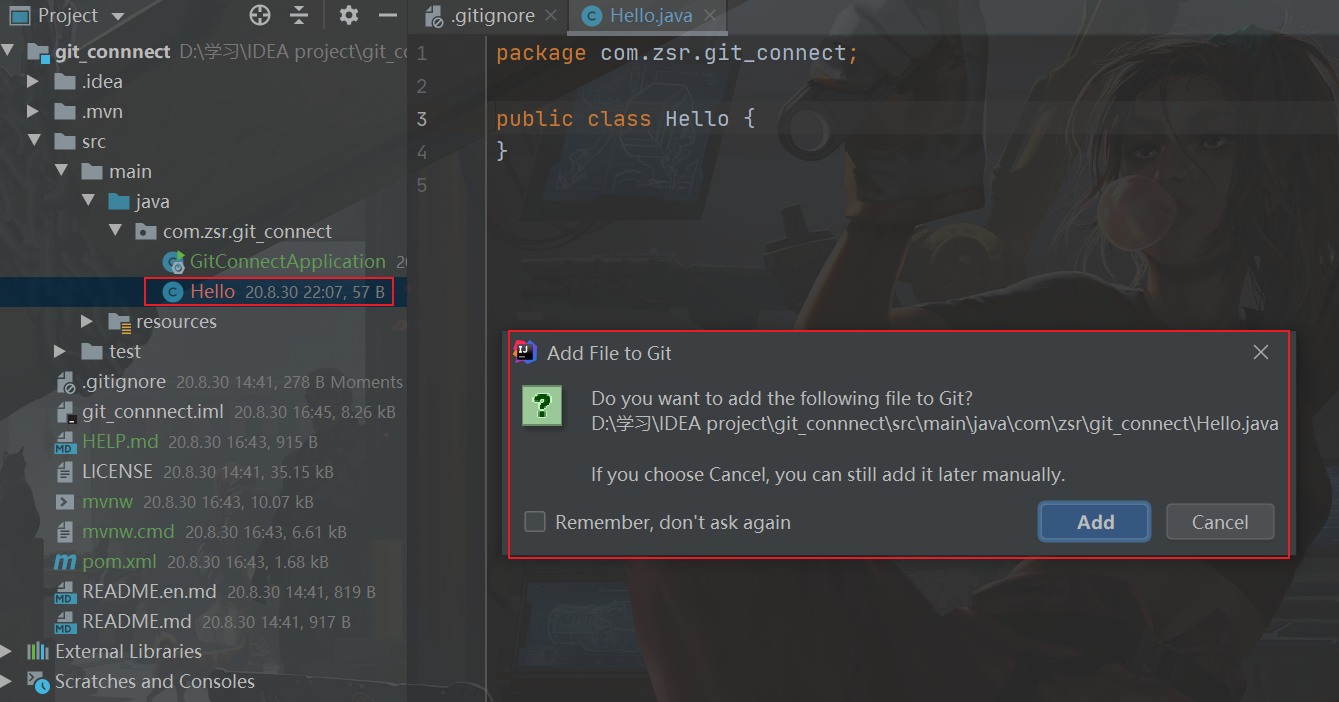 Project
git_connnect D:\学习\IDEA project\git_cc
.idea
.mvn
src
main
java
com.zsr.git_connect
GitConnectApplication 20
Hello 20.8.30 22:07, 57 B
resources
test
.gitignore 20.8.30 14:41, 278 B Moments
git_connnect.iml 20.8.30 16:45, 8.26 kB
HELP.md 20.8.30 16:43, 915 B
LICENSE 20.8.30 14:41, 35.15 kB
mvnw 20.8.30 16:43, 10.07 kB
mvnw.cmd 20.8.30 16:43, 6.61 kB
pom.xml 20.8.30 16:43, 1.68 kB
README.en.md 20.8.30 14:41, 819 B
README.md 20.8.30 14:41, 917 B
External Libraries
Scratches and Consoles
.gitignore
Hello.java
1 package com.zsr.git_connect;
2
3 public class Hello {
4 }
5
Add File to Git
Do you want to add the following file to Git?
D:\学习\IDEA project\git_connnect\src\main\java\com\zsr\git_connect\Hello.java
If you choose Cancel, you can still add it later manually.
Remember, don't ask again
Add
Cancel